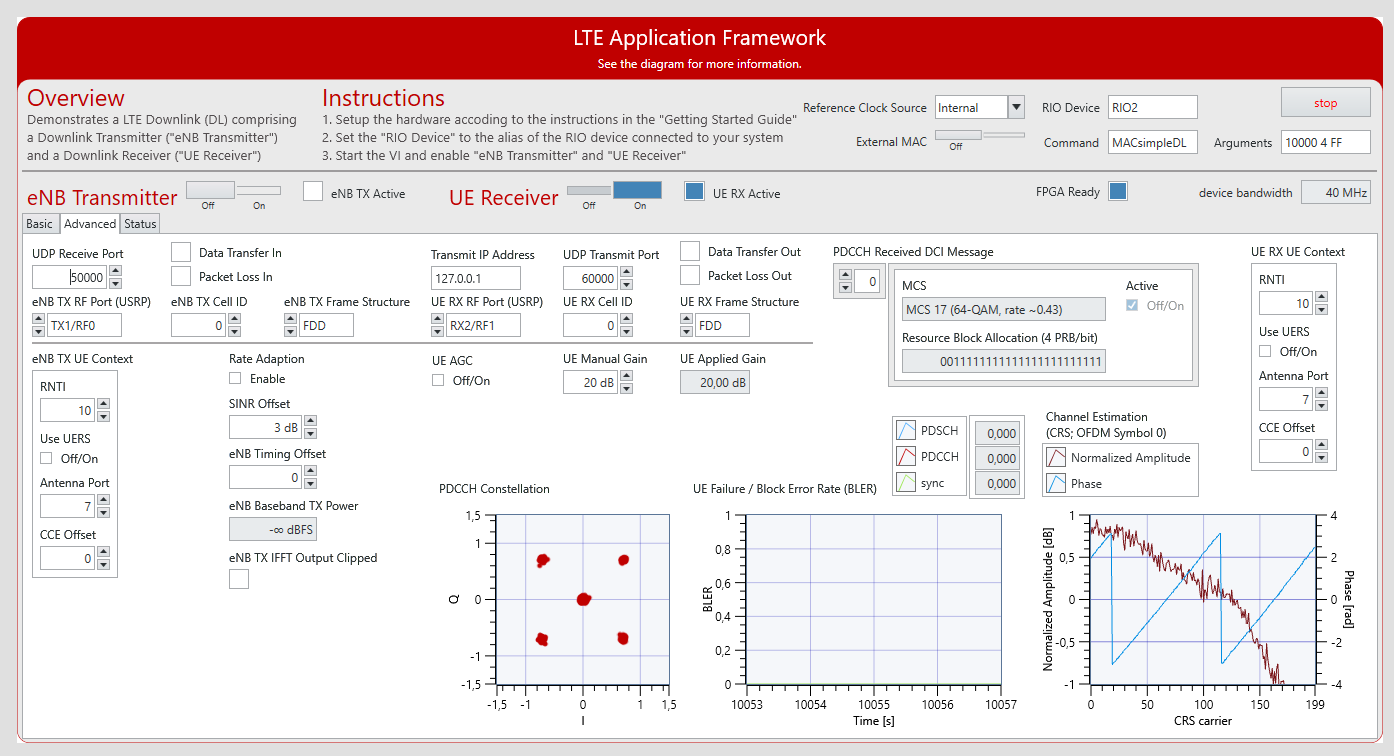 LTE Application Framework
See the diagram for more information.
Overview
Demonstrates a LTE Downlink (DL) comprising
a Downlink Transmitter ("eNB Transmitter")
and a Downlink Receiver ("UE Receiver")
Instructions
1. Setup the hardware accoding to the instructions in the "Getting Started Guide"
2. Set the "RIO Device" to the alias of the RIO device connected to your system
3. Start the VI and enable "eNB Transmitter" and "UE Receiver"
Reference Clock Source Internal RIO Device RIO2 stop
External MAC Off Command MACsimpleDL Arguments 10000 4 FF
eNB Transmitter Off On eNB TX Active
UE Receiver Off On UE RX Active
FPGA Ready device bandwidth 40 MHz
Basic Advanced Status
UDP Receive Port
50000
Data Transfer In
Packet Loss In
eNB TX RF Port (USRP) eNB TX Cell ID eNB TX Frame Structure
TX1/RF0 0 FDD
Transmit IP Address UDP Transmit Port
127.0.0.1 60000
Data Transfer Out
Packet Loss Out
UE RX RF Port (USRP) UE RX Cell ID UE RX Frame Structure
RX2/RF1 0 FDD
PDCCH Received DCI Message
0
MCS
MCS 17 (64-QAM, rate ~0.43)
Active
Off/On
Resource Block Allocation (4 PRB/bit)
0011111111111111111111111
UE RX UE Context
RNTI
10
Use UERS
Off/On
Antenna Port
7
CCE Offset
0
eNB TX UE Context
RNTI
10
Use UERS
Off/On
Antenna Port
7
CCE Offset
0
Rate Adaption
Enable
SINR Offset
3 dB
eNB Timing Offset
0
eNB Baseband TX Power
-∞ dBFS
eNB TX IFFT Output Clipped
UE AGC
Off/On
UE Manual Gain
20 dB
UE Applied Gain
20,00 dB
PDCCH Constellation
1,5
1
0
-1
-1,5
Q
-1,5 -1 0 1 1,5
I
UE Failure / Block Error Rate (BLER)
PDSCH 0,000
PDCCH 0,000
sync 0,000
1
0,8
0,6
0,4
0,2
0
BLER
10053 10054 10055 10056 10057
Time [s]
Channel Estimation
(CRS; OFDM Symbol 0)
Normalized Amplitude
Phase
1
0,5
0
-0,5
-1
Normalized Amplitude [dB]
4
2
0
-2
-4
Phase [rad]
0 50 100 150 199
CRS carrier